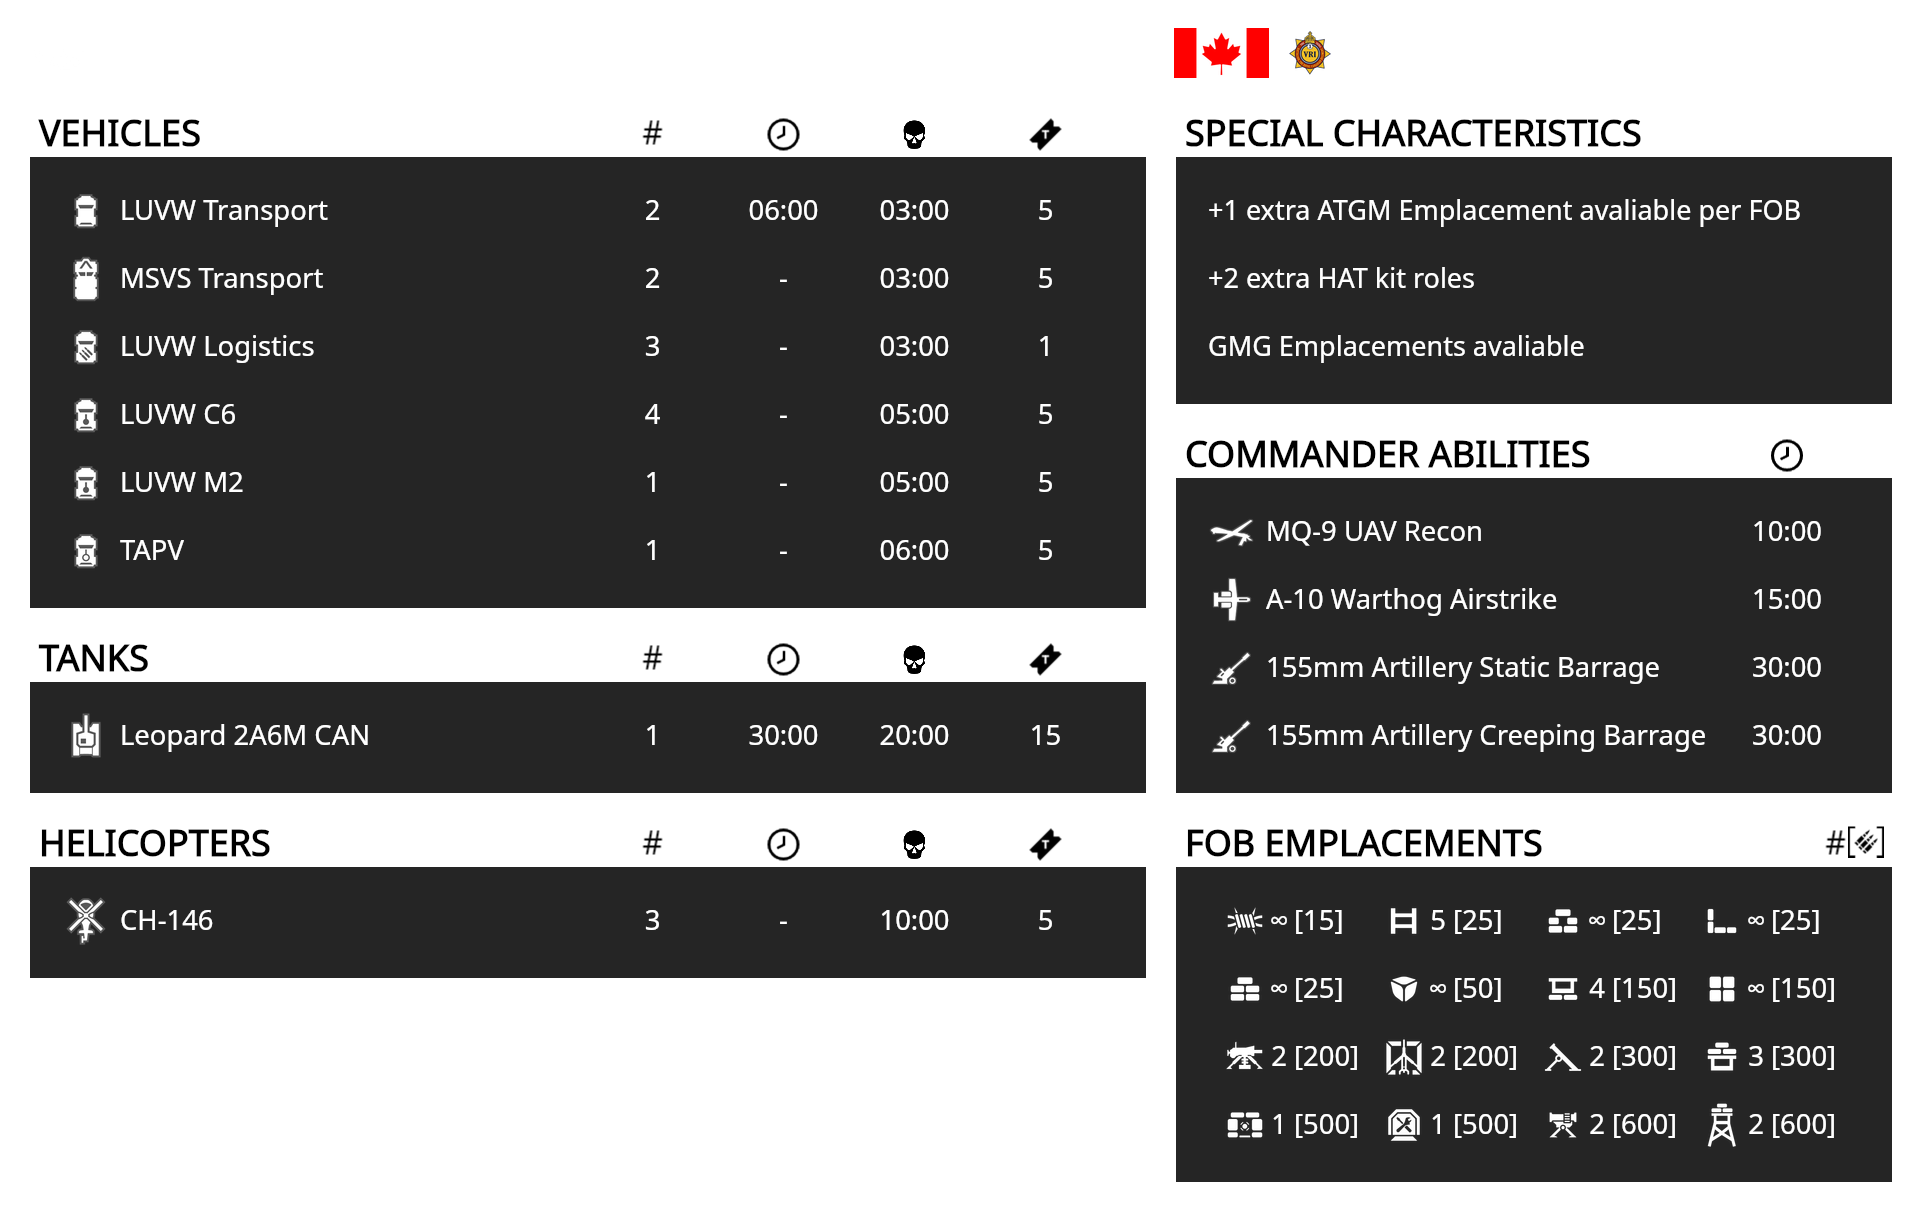 VRI
VEHICLES #
LUVW Transport 2 06:00 03:00 5
MSVS Transport 2 - 03:00 5
LUVW Logistics 3 - 03:00 1
LUVW C6 4 - 05:00 5
LUVW M2 1 - 05:00 5
TAPV 1 - 06:00 5
TANKS # T
Leopard 2A6M CAN 1 30:00 20:00 15
HELICOPTERS # T
CH-146 3 - 10:00 5
SPECIAL CHARACTERISTICS
+1 extra ATGM Emplacement avaliable per FOB
+2 extra HAT kit roles
GMG Emplacements avaliable
COMMANDER ABILITIES
MQ-9 UAV Recon 10:00
A-10 Warthog Airstrike 15:00
155mm Artillery Static Barrage 30:00
155mm Artillery Creeping Barrage 30:00
FOB EMPLACEMENTS #[]
∞ [15] 5 [25] ∞ [25] ∞ [25]
∞ [25] ∞ [50] 4 [150] ∞ [150]
2 [200] 2 [200] 2 [300] 3 [300]
1 [500] 1 [500] 2 [600] 2 [600]